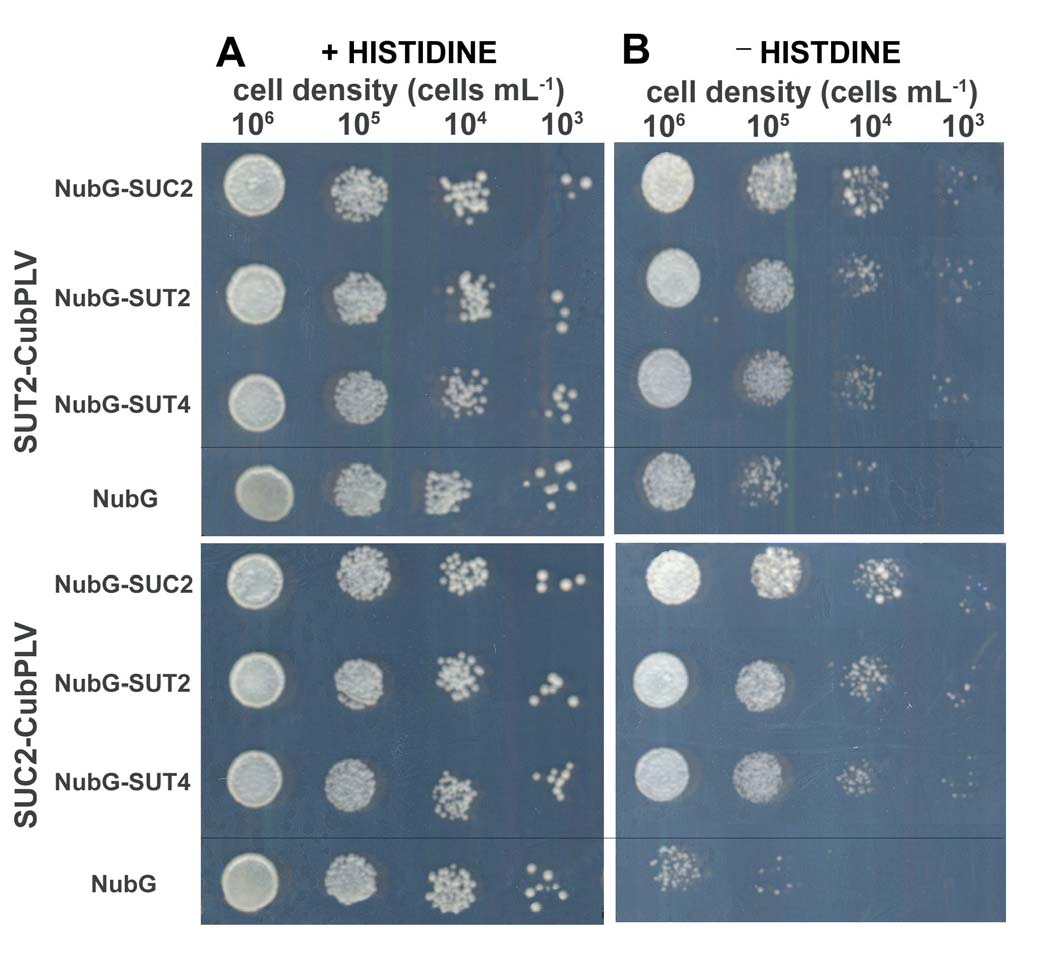 A + HISTIDINE
cell density (cells mL⁻¹)
10⁶ 10⁵ 10⁴ 10³
B – HISTDINE
cell density (cells mL⁻¹)
10⁶ 10⁵ 10⁴ 10³
SUT2-CubPLV
NubG-SUC2
NubG-SUT2
NubG-SUT4
NubG
SUC2-CubPLV
NubG-SUC2
NubG-SUT2
NubG-SUT4
NubG